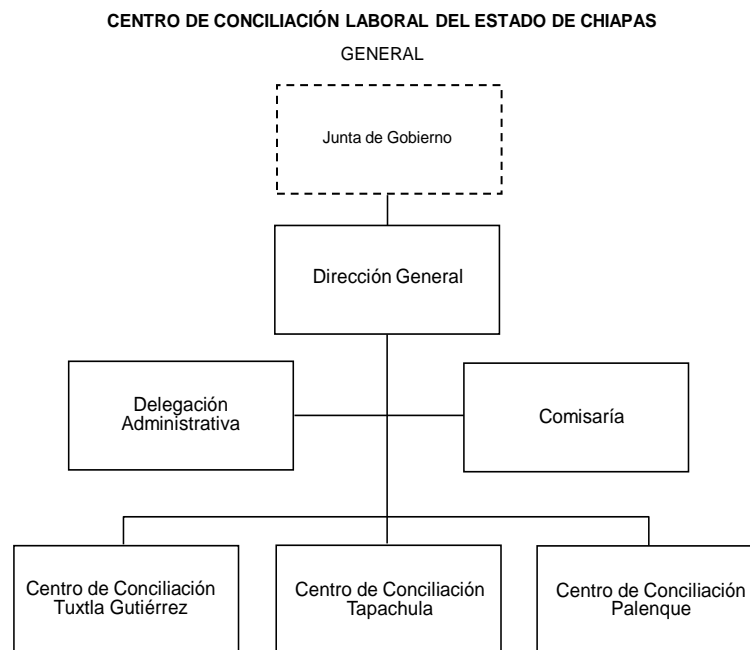 CENTRO DE CONCILIACIÓN LABORAL DEL ESTADO DE CHIAPAS
GENERAL
Junta de Gobierno
Dirección General
Delegación
Administrativa
Comisaría
Centro de Conciliación
Tuxtla Gutiérrez
Centro de Conciliación
Tapachula
Centro de Conciliación
Palenque